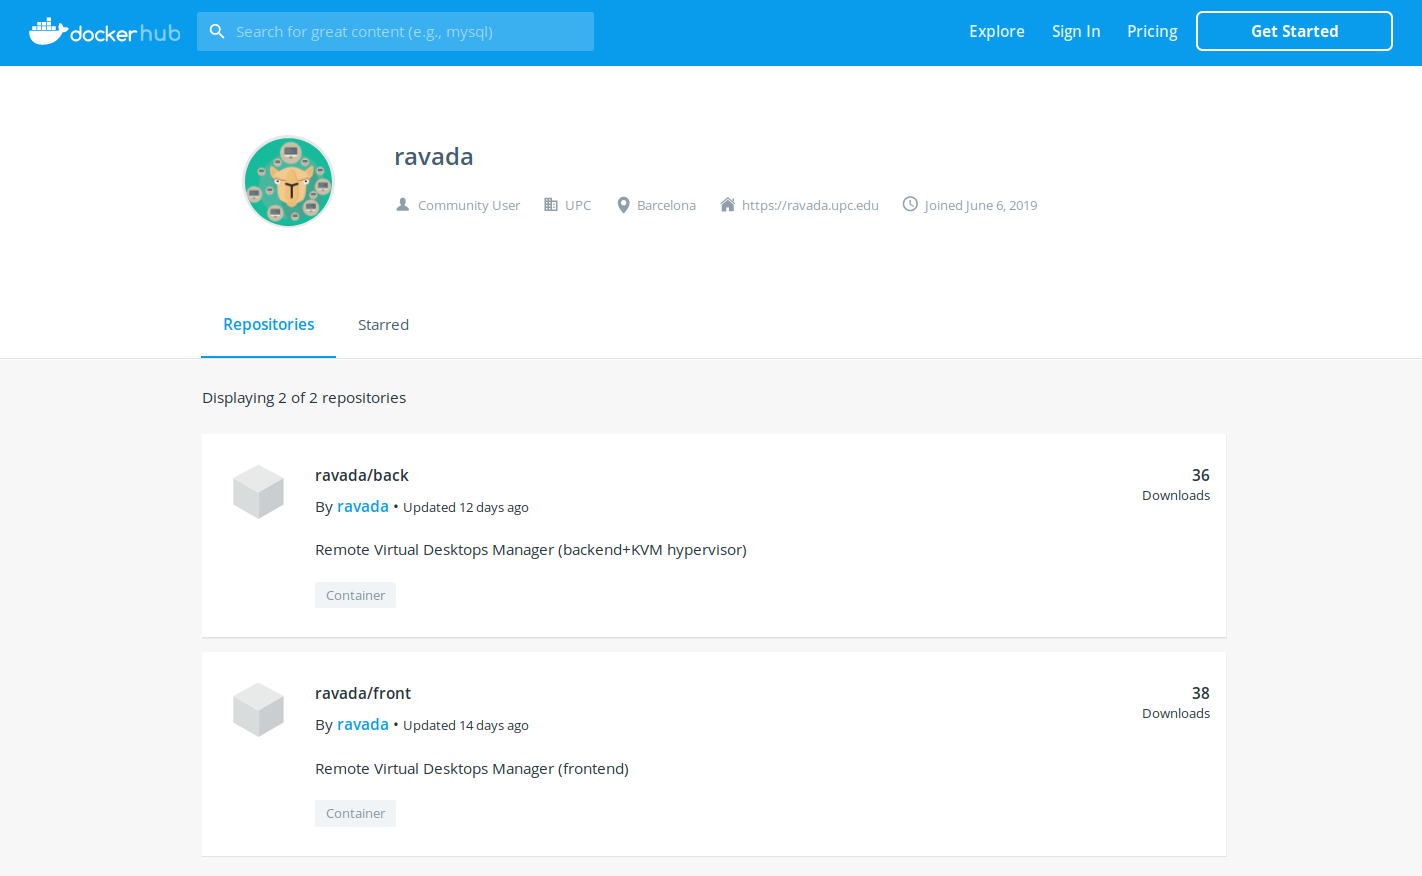 dockerhub
Search for great content (e.g., mysql)
Explore
Sign In
Pricing
Get Started
ravada
Community User
UPC
Barcelona
https://ravada.upc.edu
Joined June 6, 2019
Repositories
Starred
Displaying 2 of 2 repositories
ravada/back
36
Downloads
By ravada • Updated 12 days ago
Remote Virtual Desktops Manager (backend+KVM hypervisor)
Container
ravada/front
38
Downloads
By ravada • Updated 14 days ago
Remote Virtual Desktops Manager (frontend)
Container